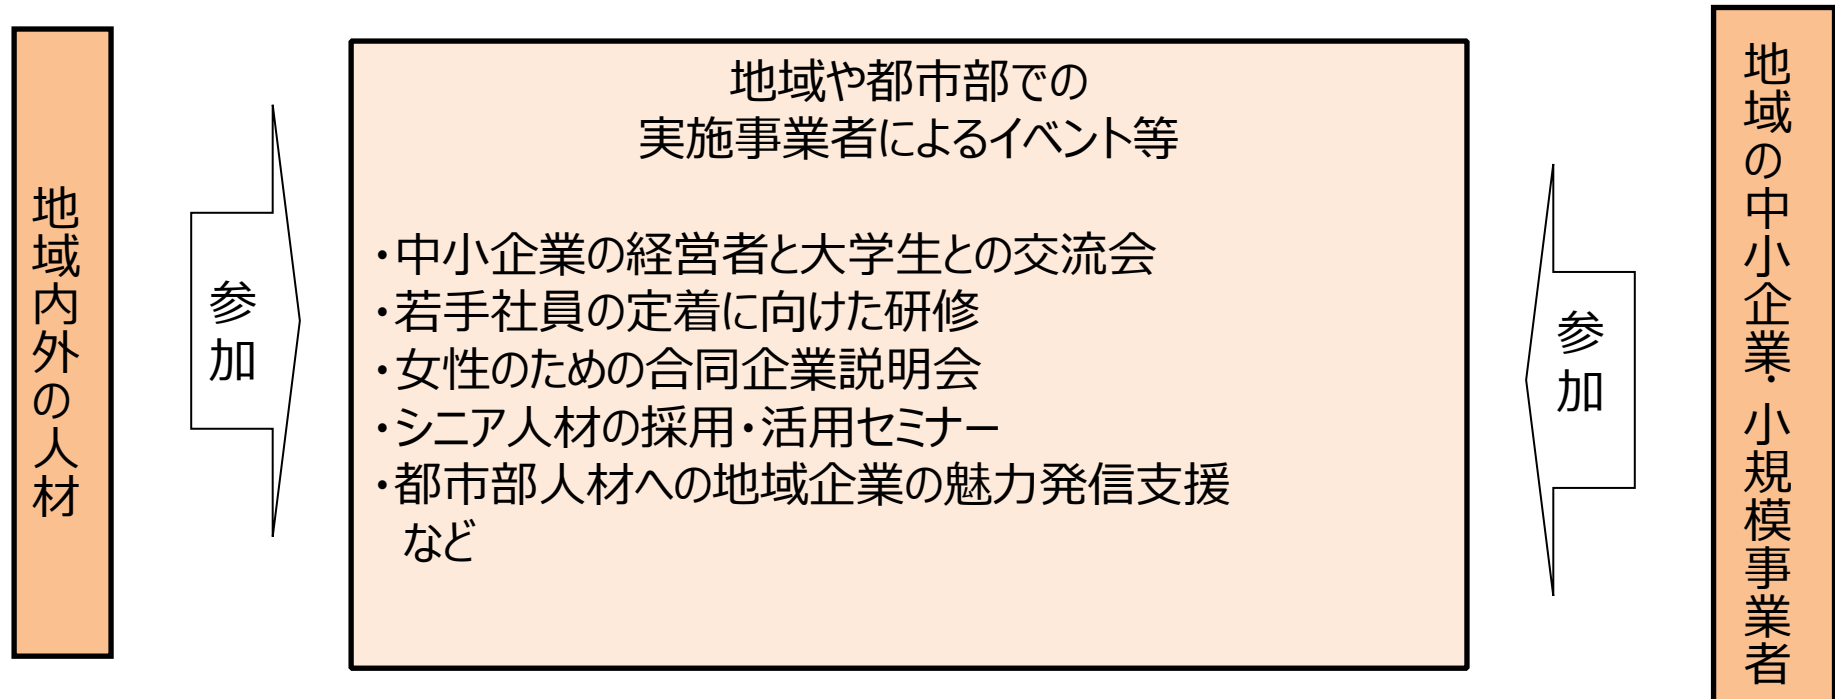 地域内外の人材
参加
地域や都市部での
実施事業者によるイベント等
・中小企業の経営者と大学生との交流会
・若手社員の定着に向けた研修
・女性のための合同企業説明会
・シニア人材の採用・活用セミナー
・都市部人材への地域企業の魅力発信支援
など
参加
地域の中小企業・小規模事業者